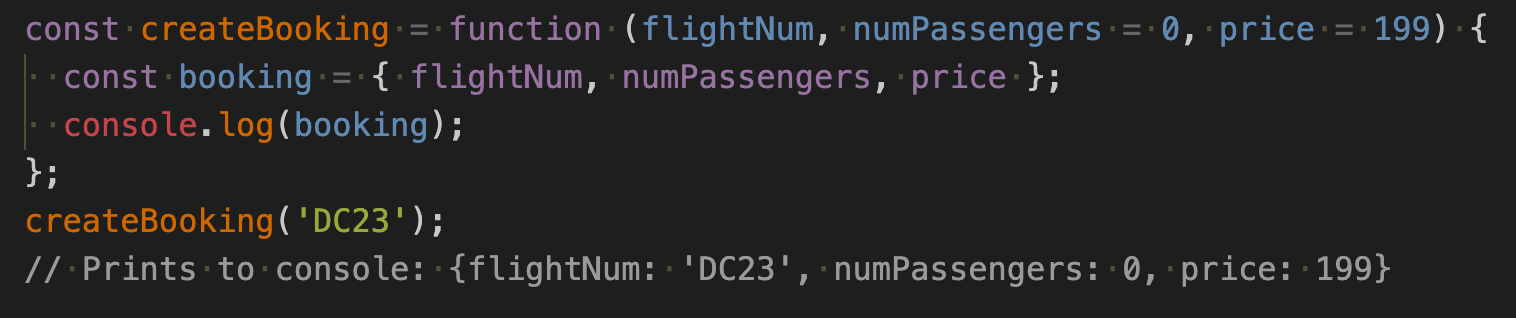 const createBooking = function (flightNum, numPassengers = 0, price = 199) {
  const booking = { flightNum, numPassengers, price };
  console.log(booking);
};
createBooking('DC23');
// Prints to console: {flightNum: 'DC23', numPassengers: 0, price: 199}